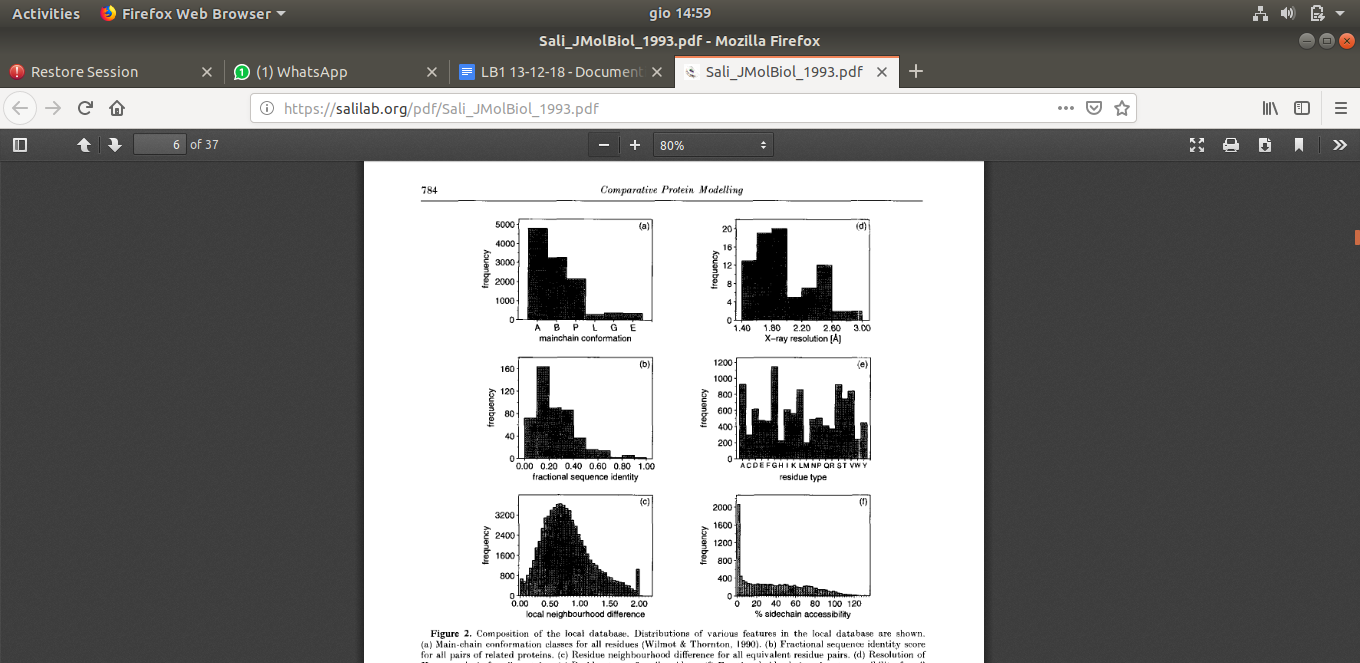 Activities Firefox Web Browser gio 14:59
Sali_JMolBiol_1993.pdf - Mozilla Firefox
Restore Session (1) WhatsApp LB1 13-12-18 - Document Sali_JMolBiol_1993.pdf
https://salilab.org/pdf/Sali_JMolBiol_1993.pdf
6 of 37 80%
784 Comparative Protein Modelling
(a)
5000
4000
3000
2000
1000
0
frequency
A B P L G E
mainchain conformation
(d)
20
16
12
8
4
0
frequency
1.40 1.80 2.20 2.60 3.00
X-ray resolution [Å]
(b)
160
120
80
40
0
frequency
0.00 0.20 0.40 0.60 0.80 1.00
fractional sequence identity
(e)
1200
1000
800
600
400
200
0
frequency
A C D E F G H I K L M N P Q R S T V W Y
residue type
(c)
3200
2400
1600
800
0
frequency
0.00 0.50 1.00 1.50 2.00
local neighbourhood difference
(f)
2000
1600
1200
800
400
0
frequency
0 20 40 60 80 100 120
% sidechain accessibility
Figure 2. Composition of the local database. Distributions of various features in the local database are shown.
(a) Main-chain conformation classes for all residues (Wilmot & Thornton, 1990). (b) Fractional sequence identity score
for all pairs of related proteins. (c) Residue neighbourhood difference for all equivalent residue pairs. (d) Resolution of